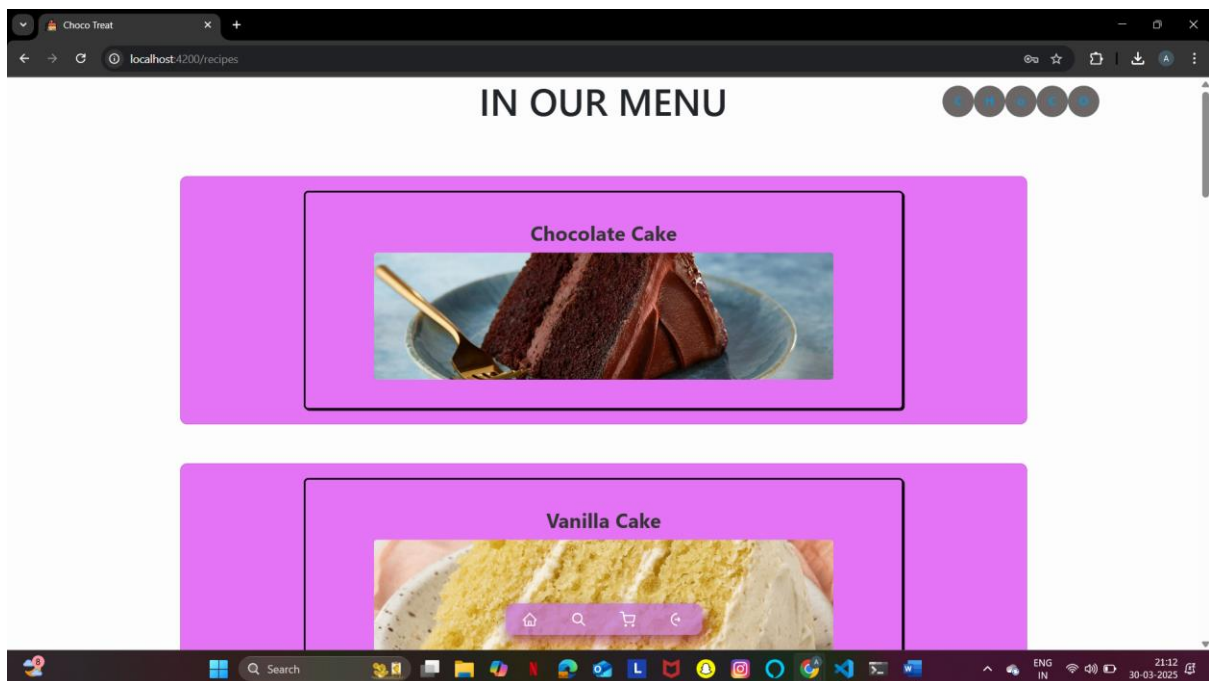 Choco Treat
localhost:4200/recipes
A
IN OUR MENU
C H O C O
Chocolate Cake
Vanilla Cake
8
Search
N
L
W
ENG
IN
21:12
30-03-2025